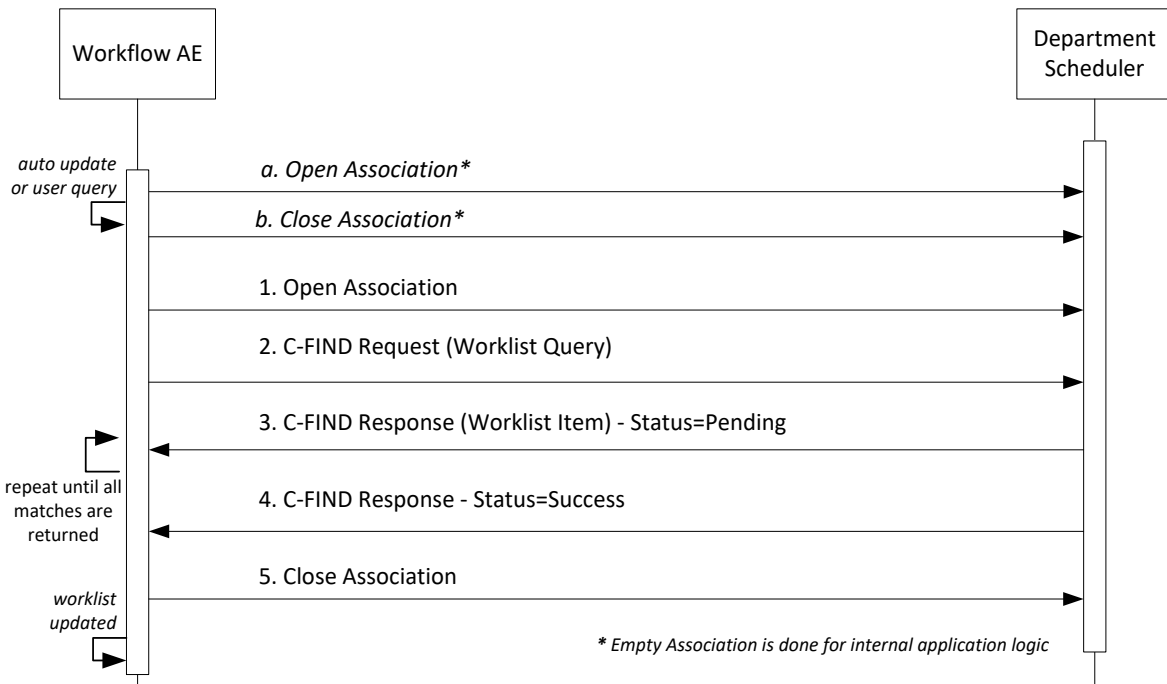 Workflow AE
Department
Scheduler
auto update
or user query
a. Open Association*
b. Close Association*
1. Open Association
2. C-FIND Request (Worklist Query)
3. C-FIND Response (Worklist Item) - Status=Pending
repeat until all
matches are
returned
4. C-FIND Response - Status=Success
5. Close Association
worklist
updated
* Empty Association is done for internal application logic